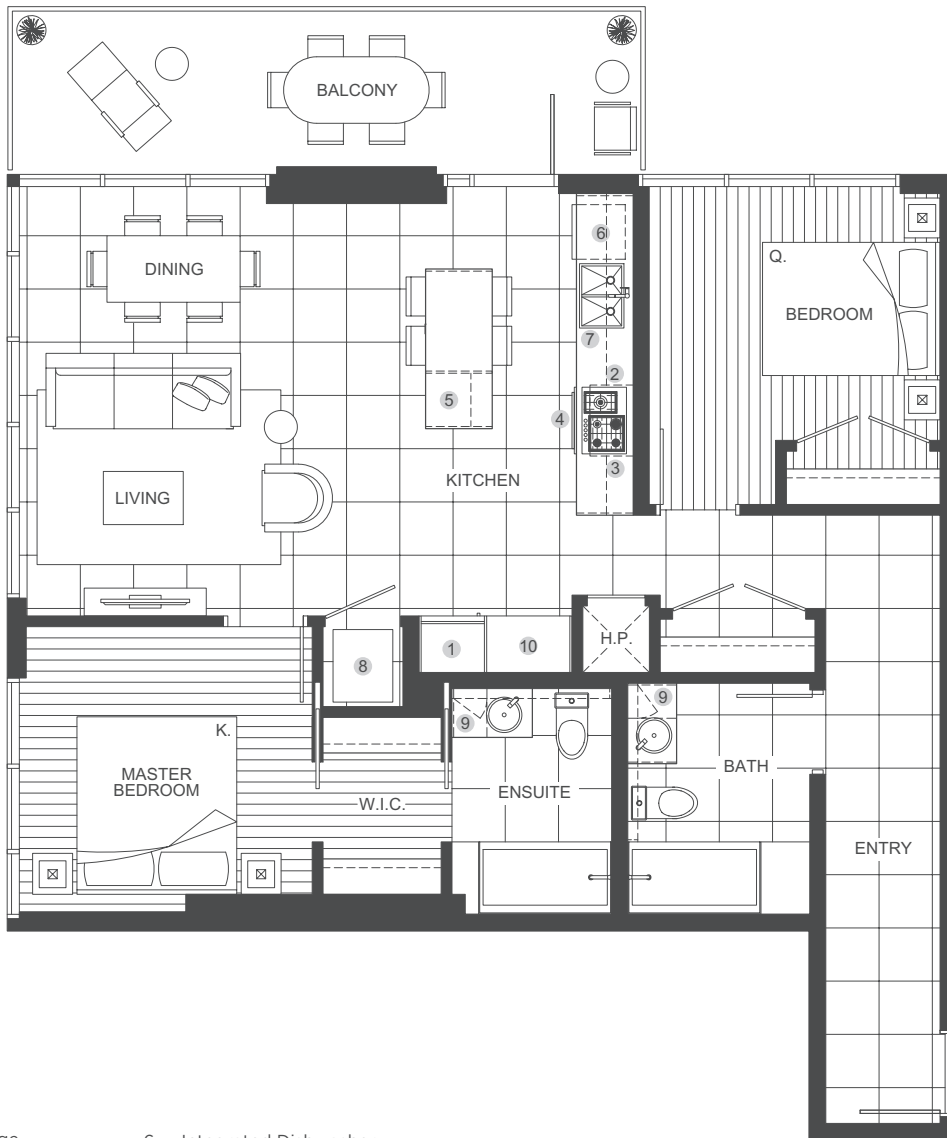 BALCONY
DINING
6
Q.
BEDROOM
7
2
5
4
3
KITCHEN
LIVING
1
10
H.P.
8
9
9
K.
MASTER
BEDROOM
W.I.C.
ENSUITE
BATH
ENTRY